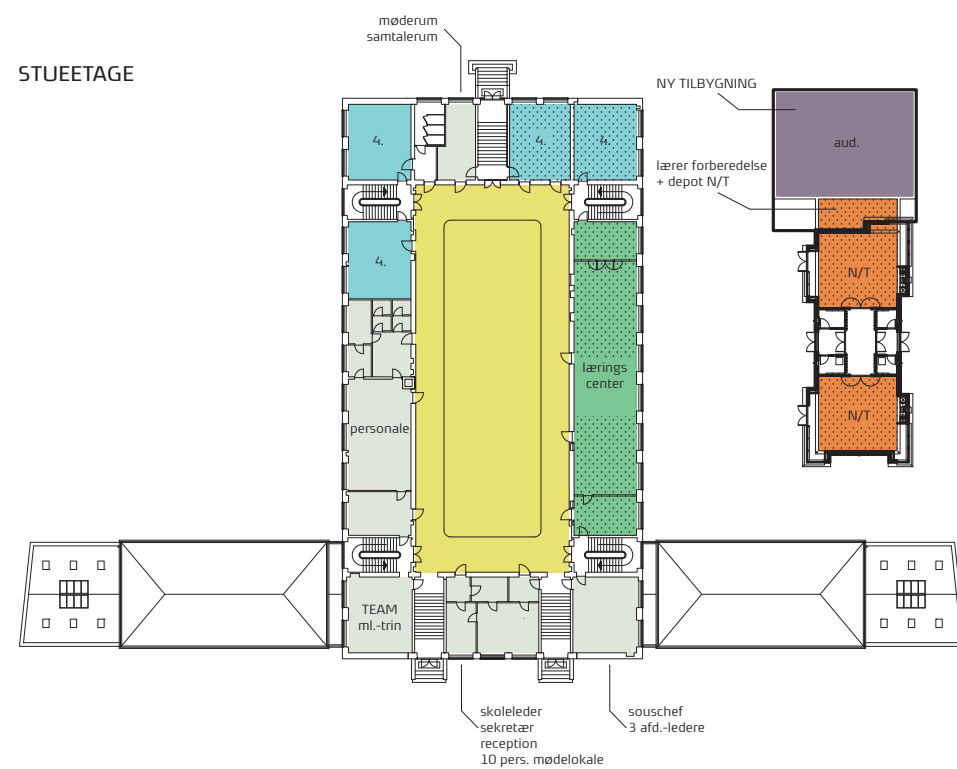 møderum
samtalerum
STUEETAGE
NY TILBYGNING
4.
4.
4.
aud.
lærer forberedelse
+ depot N/T
4.
N/T
lærings
center
N/T
personale
TEAM
ml.-trin
skoleleder
sekretær
reception
10 pers. mødelokale
souschef
3 afd.-ledere